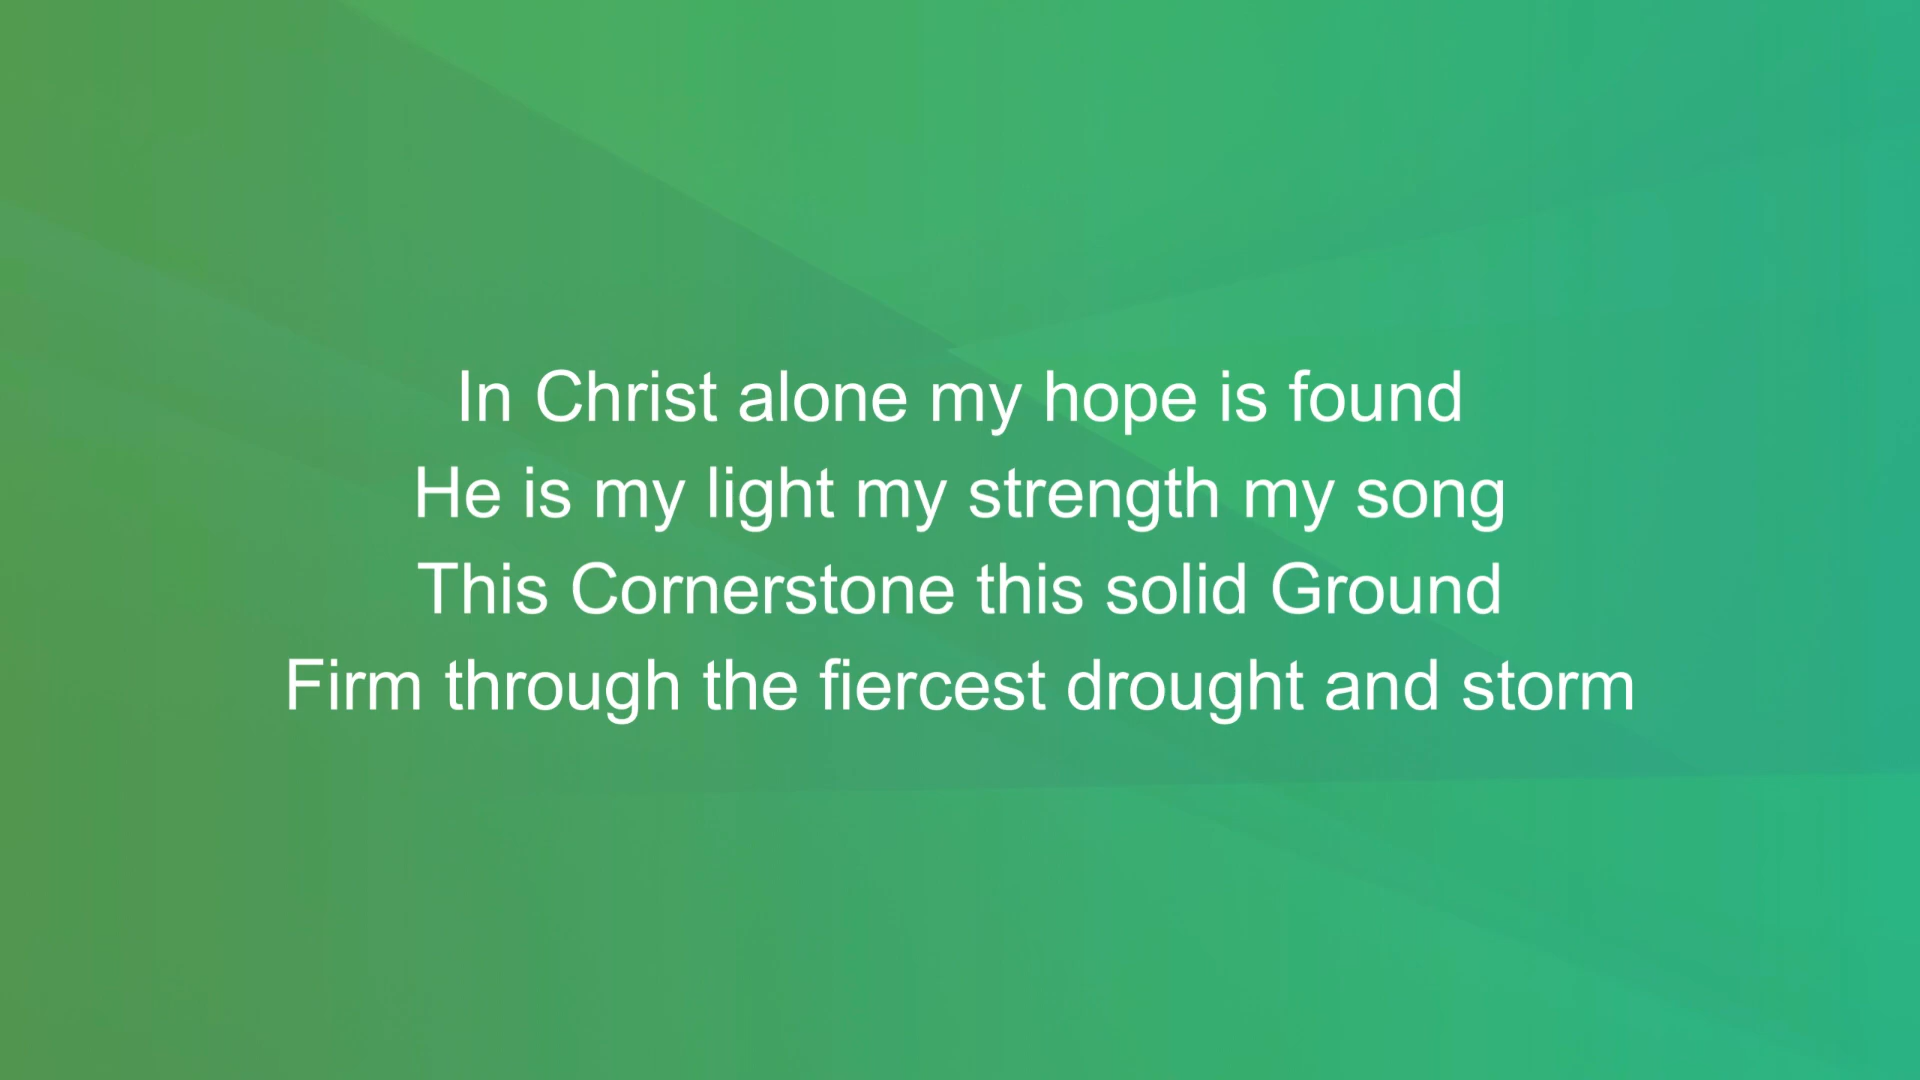 In Christ alone my hope is found
He is my light my strength my song
This Cornerstone this solid Ground
Firm through the fiercest drought and storm